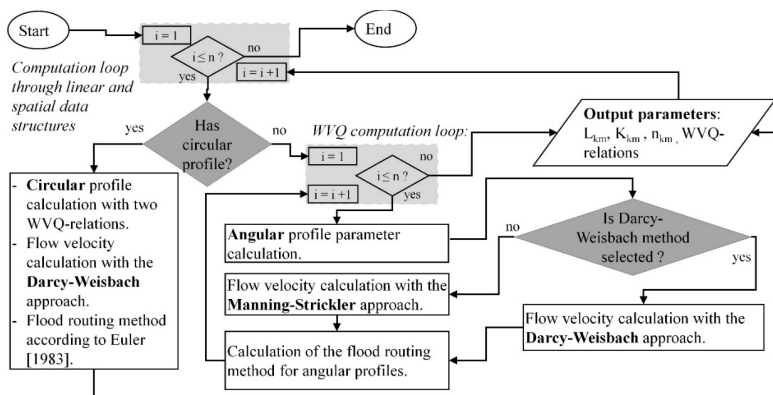 Start
i = 1
i ≤ n ?
no
yes
i = i +1
End
Computation loop
through linear and
spatial data
structures
Has
circular
profile?
yes
no
WVQ computation loop:
i = 1
i ≤ n ?
no
yes
i = i+1
Output parameters:
Lkm, Kkm, nkm, WVQ-
relations
- Circular profile
calculation with two
WVQ-relations.
- Flow velocity
calculation with the
Darcy-Weisbach
approach.
- Flood routing method
according to Euler
[1983].
Angular profile parameter
calculation.
Is Darcy-
Weisbach method
selected ?
no
yes
Flow velocity calculation with the
Manning-Strickler approach.
Flow velocity calculation with the
Darcy-Weisbach approach.
Calculation of the flood routing
method for angular profiles.